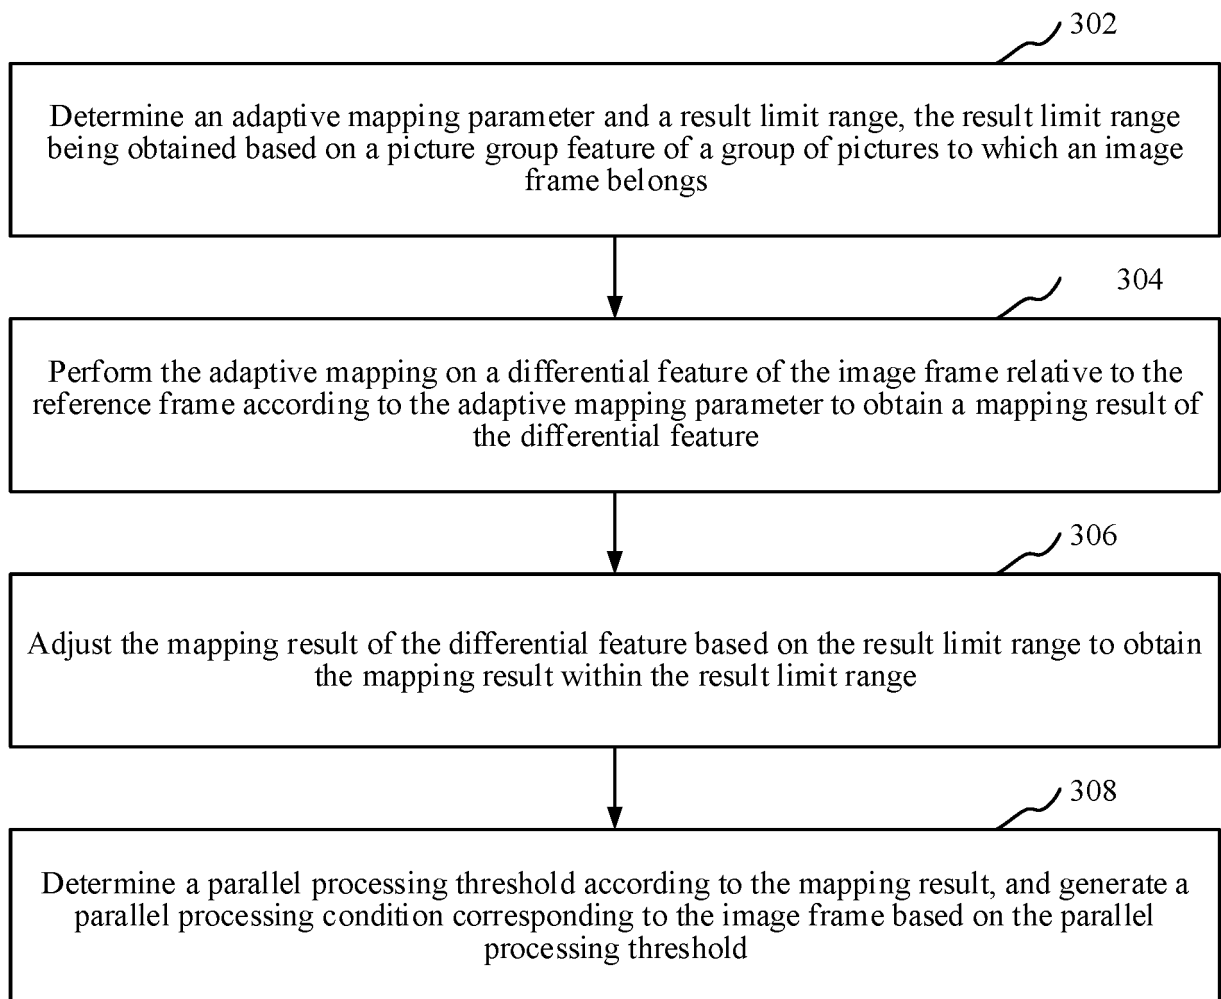 302
Determine an adaptive mapping parameter and a result limit range, the result limit range
being obtained based on a picture group feature of a group of pictures to which an image
frame belongs
304
Perform the adaptive mapping on a differential feature of the image frame relative to the
reference frame according to the adaptive mapping parameter to obtain a mapping result of
the differential feature
306
Adjust the mapping result of the differential feature based on the result limit range to obtain
the mapping result within the result limit range
308
Determine a parallel processing threshold according to the mapping result, and generate a
parallel processing condition corresponding to the image frame based on the parallel
processing threshold